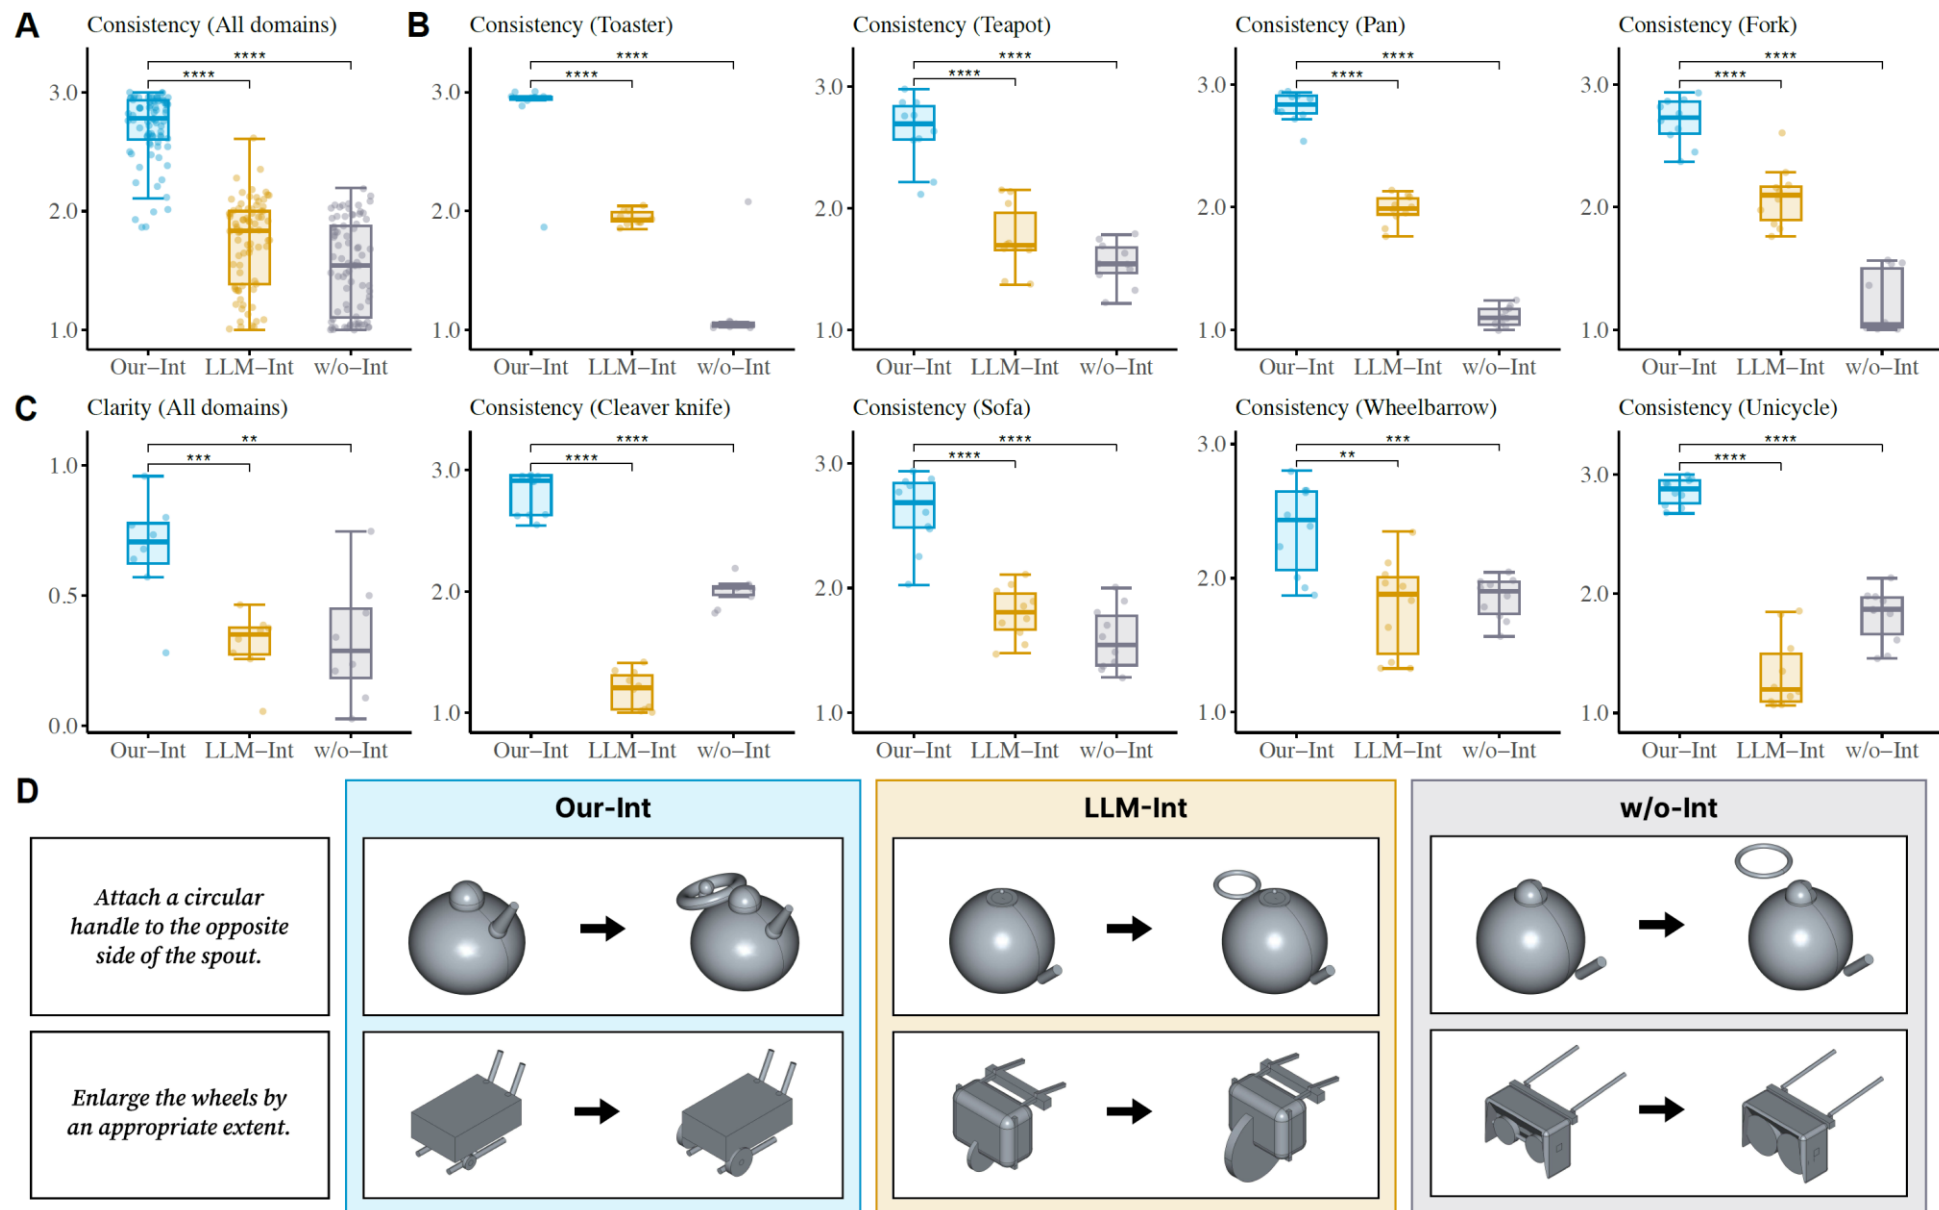 A
Consistency (All domains)
****
****
3.0
2.0
1.0
Our–Int LLM–Int w/o–Int
B
Consistency (Toaster)
****
****
3.0
2.0
1.0
Our–Int LLM–Int w/o–Int
Consistency (Teapot)
****
****
3.0
2.0
1.0
Our–Int LLM–Int w/o–Int
Consistency (Pan)
****
****
3.0
2.0
1.0
Our–Int LLM–Int w/o–Int
Consistency (Fork)
****
****
3.0
2.0
1.0
Our–Int LLM–Int w/o–Int
C
Clarity (All domains)
**
***
1.0
0.5
0.0
Our–Int LLM–Int w/o–Int
Consistency (Cleaver knife)
****
****
3.0
2.0
1.0
Our–Int LLM–Int w/o–Int
Consistency (Sofa)
****
****
3.0
2.0
1.0
Our–Int LLM–Int w/o–Int
Consistency (Wheelbarrow)
***
**
3.0
2.0
1.0
Our–Int LLM–Int w/o–Int
Consistency (Unicycle)
****
****
3.0
2.0
1.0
Our–Int LLM–Int w/o–Int
D
Our-Int
LLM-Int
w/o-Int
Attach a circular
handle to the opposite
side of the spout.
Enlarge the wheels by
an appropriate extent.